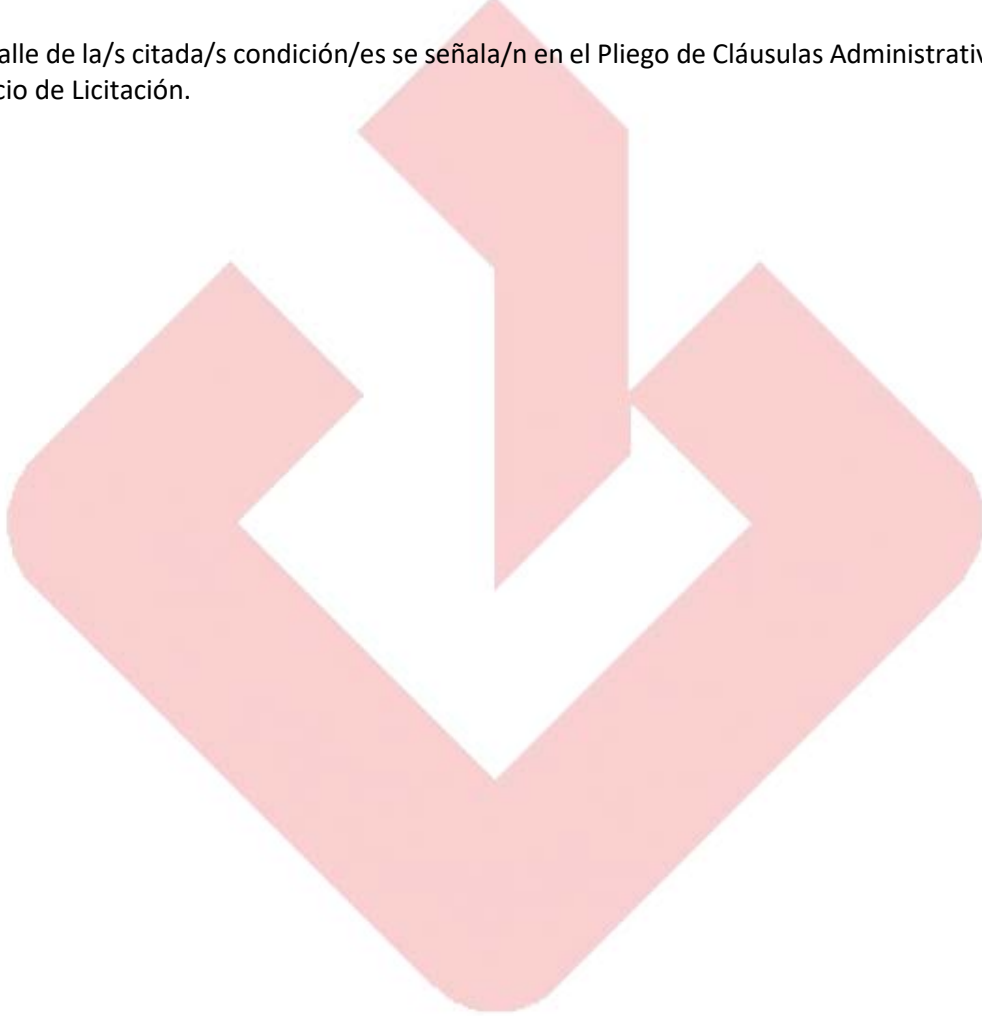 alle de la/s citada/s condición/es se señala/n en el Pliego de Cláusulas Administrativ
cio de Licitación.